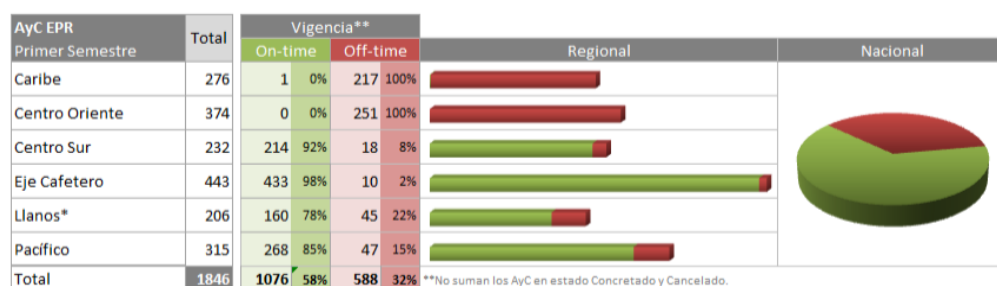 AyC EPR Total Vigencia**
Primer Semestre On-time Off-time Regional Nacional
Caribe 276 1 0% 217 100%
Centro Oriente 374 0 0% 251 100%
Centro Sur 232 214 92% 18 8%
Eje Cafetero 443 433 98% 10 2%
Llanos* 206 160 78% 45 22%
Pacífico 315 268 85% 47 15%
Total 1846 1076 58% 588 32% **No suman los AyC en estado Concretado y Cancelado.